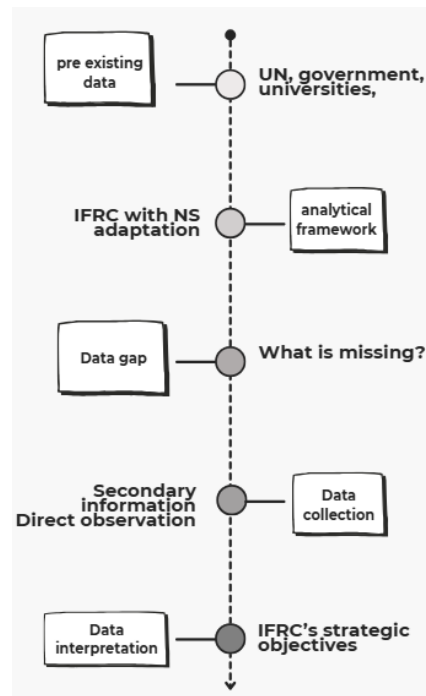 pre existing
data
UN, government,
universities,
IFRC with NS
adaptation
analytical
framework
Data gap
What is missing?
Secondary
information
Direct observation
Data
collection
Data
interpretation
IFRC's strategic
objectives